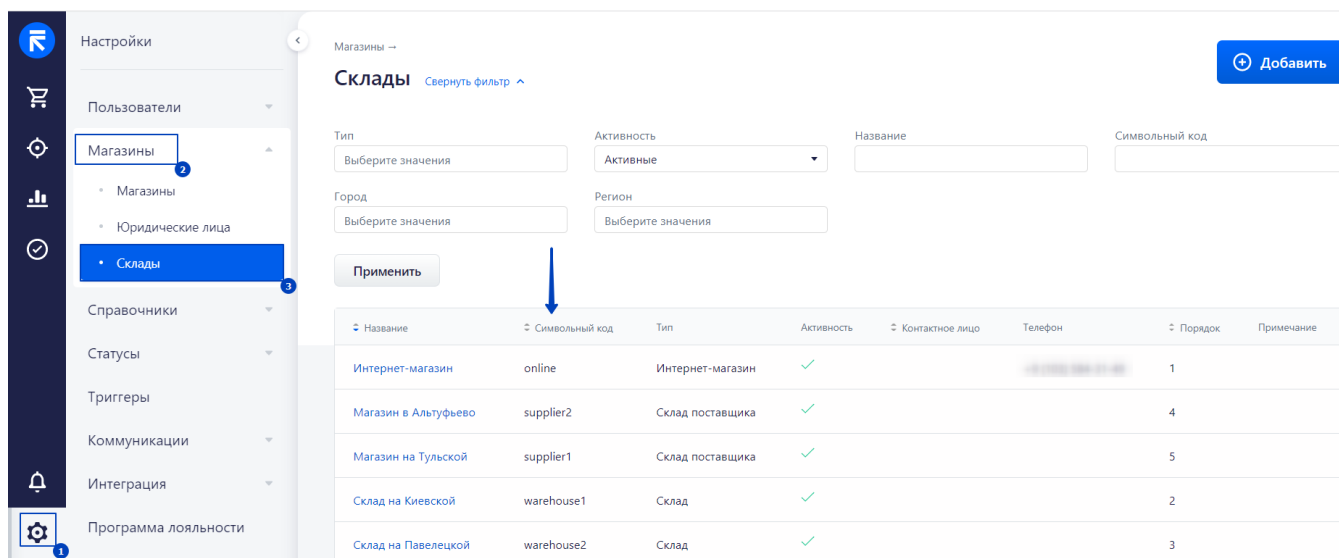 Настройки
Пользователи
Магазины
2
Магазины
Юридические лица
Склады
3
Справочники
Статусы
Триггеры
Коммуникации
Интеграция
Программа лояльности
1
Магазины →
Склады Свернуть фильтр
Добавить
Тип Активность Название Символьный код
Выберите значения Активные
Город Регион
Выберите значения Выберите значения
Применить
Название Символьный код Тип Активность Контактное лицо Телефон Порядок Примечание
Интернет-магазин online Интернет-магазин 1
Магазин в Алтуфьево supplier2 Склад поставщика 4
Магазин на Тульской supplier1 Склад поставщика 5
Склад на Киевской warehouse1 Склад 2
Склад на Павелецкой warehouse2 Склад 3